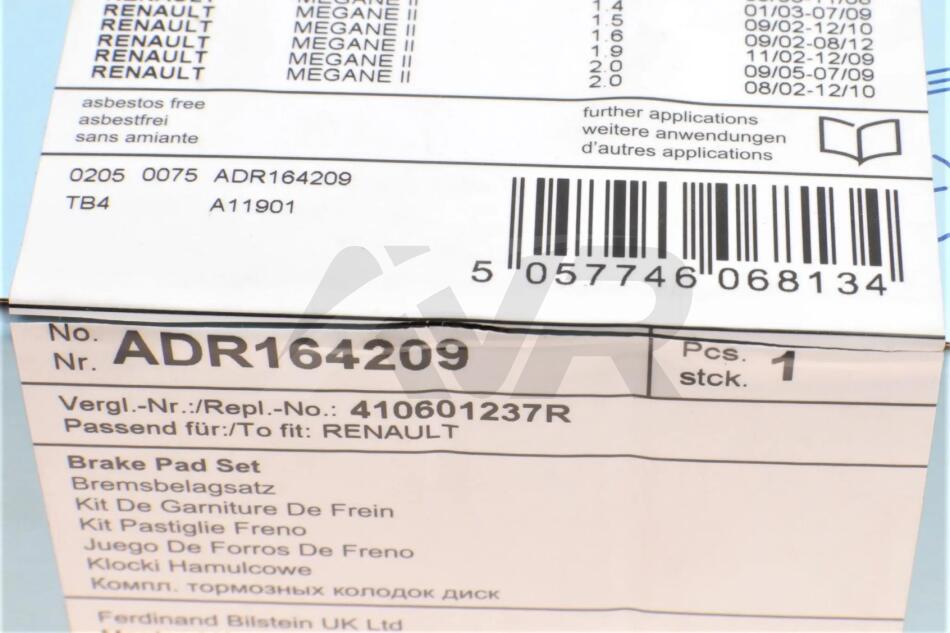 RENAULT MEGANE II 1.4 01/03-07/09
RENAULT MEGANE II 1.5 09/02-12/10
RENAULT MEGANE II 1.6 09/02-08/12
RENAULT MEGANE II 1.9 11/02-12/09
RENAULT MEGANE II 2.0 09/05-07/09
RENAULT MEGANE II 2.0 08/02-12/10
asbestos free
asbestfrei
sans amiante
further applications
weitere anwendungen
d'autres applications
0205 0075 ADR164209
TB4 A11901
5 057746 068134
No.
Nr. ADR164209
Pcs.
stck. 1
Vergl.-Nr.:/Repl.-No.: 410601237R
Passend für:/To fit: RENAULT
Brake Pad Set
Bremsbelagsatz
Kit De Garniture De Frein
Kit Pastiglie Freno
Juego De Forros De Freno
Klocki Hamulcowe
Компл. тормозных колодок диск
Ferdinand Bilstein UK Ltd